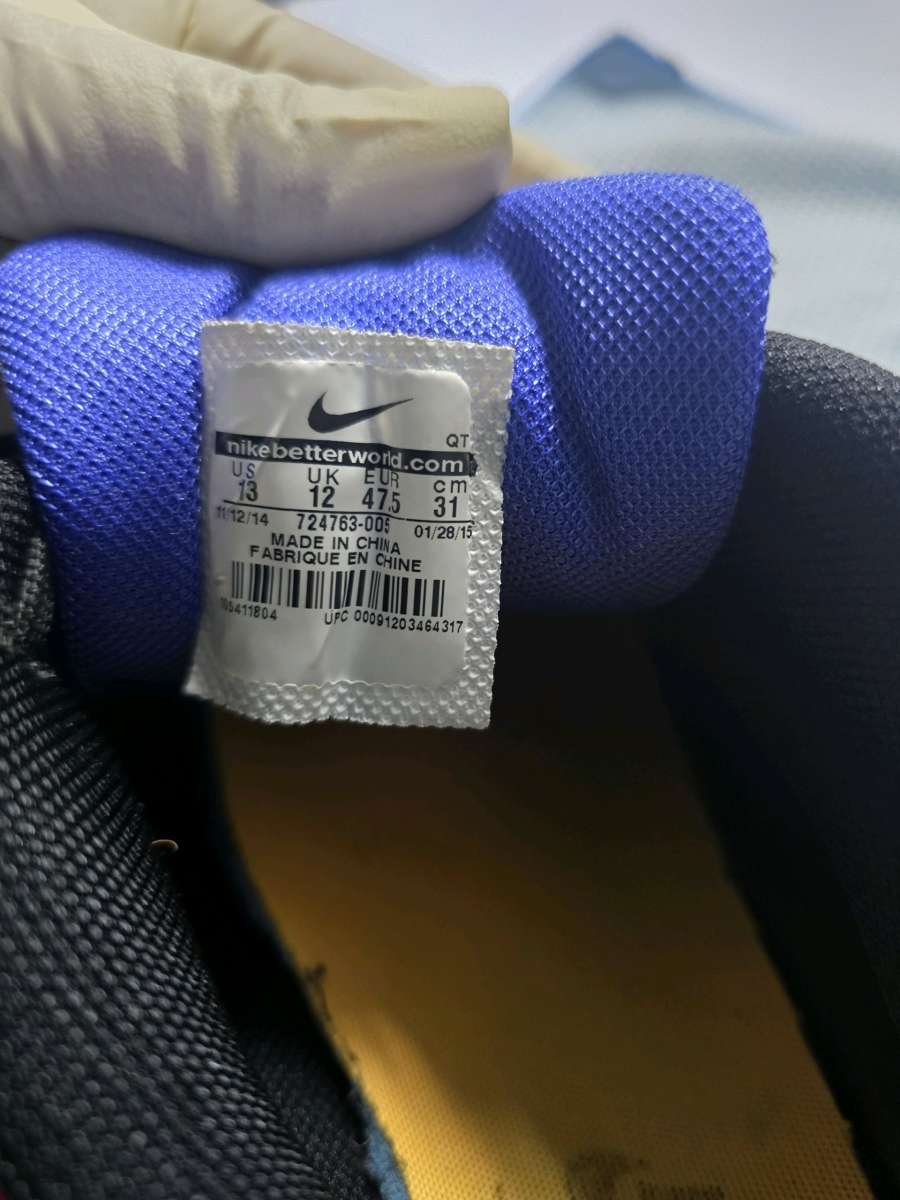 QT
nikebetterworld.com
US UK EUR cm
13 12 47.5 31
11/12/14 724763-005 01/28/15
MADE IN CHINA
FABRIQUE EN CHINE
UPC 00091203464317